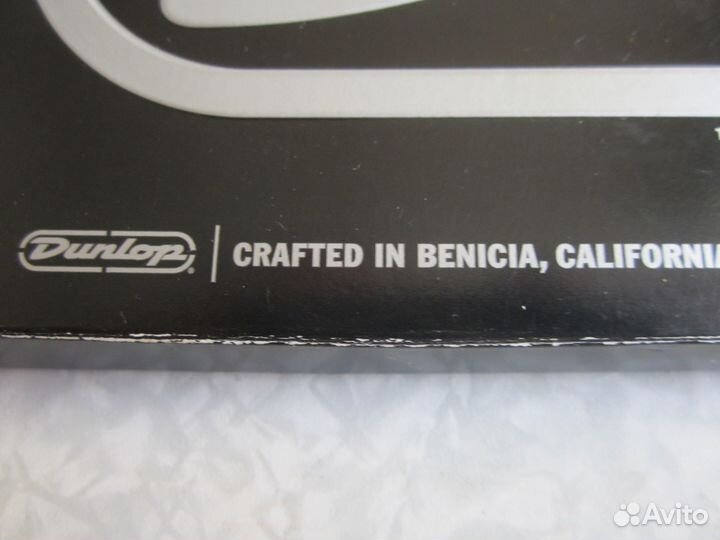 Dunlop® | CRAFTED IN BENICIA, CALIFORNIA
Avito